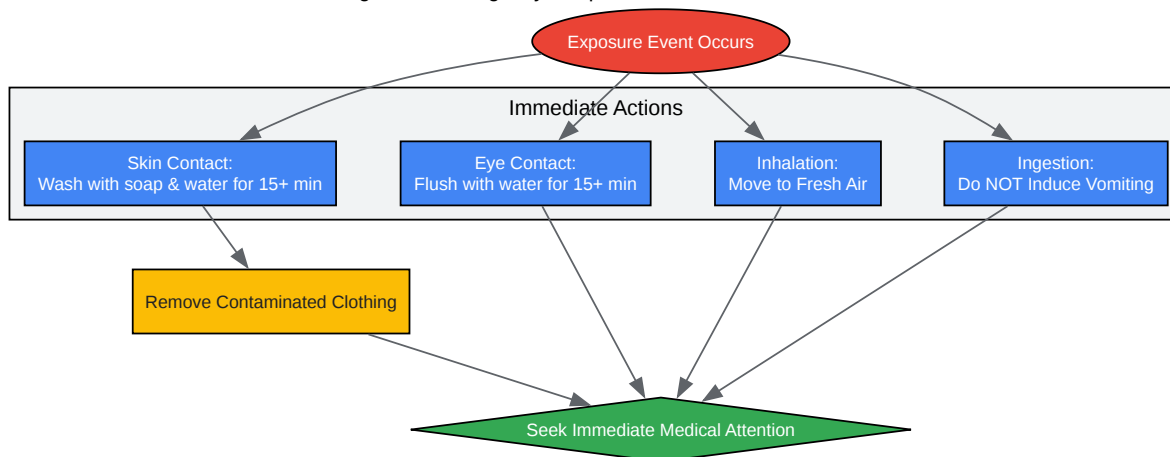 Exposure Event Occurs
Immediate Actions
Skin Contact:
Wash with soap & water for 15+ min
Eye Contact:
Flush with water for 15+ min
Inhalation:
Move to Fresh Air
Ingestion:
Do NOT Induce Vomiting
Remove Contaminated Clothing
Seek Immediate Medical Attention